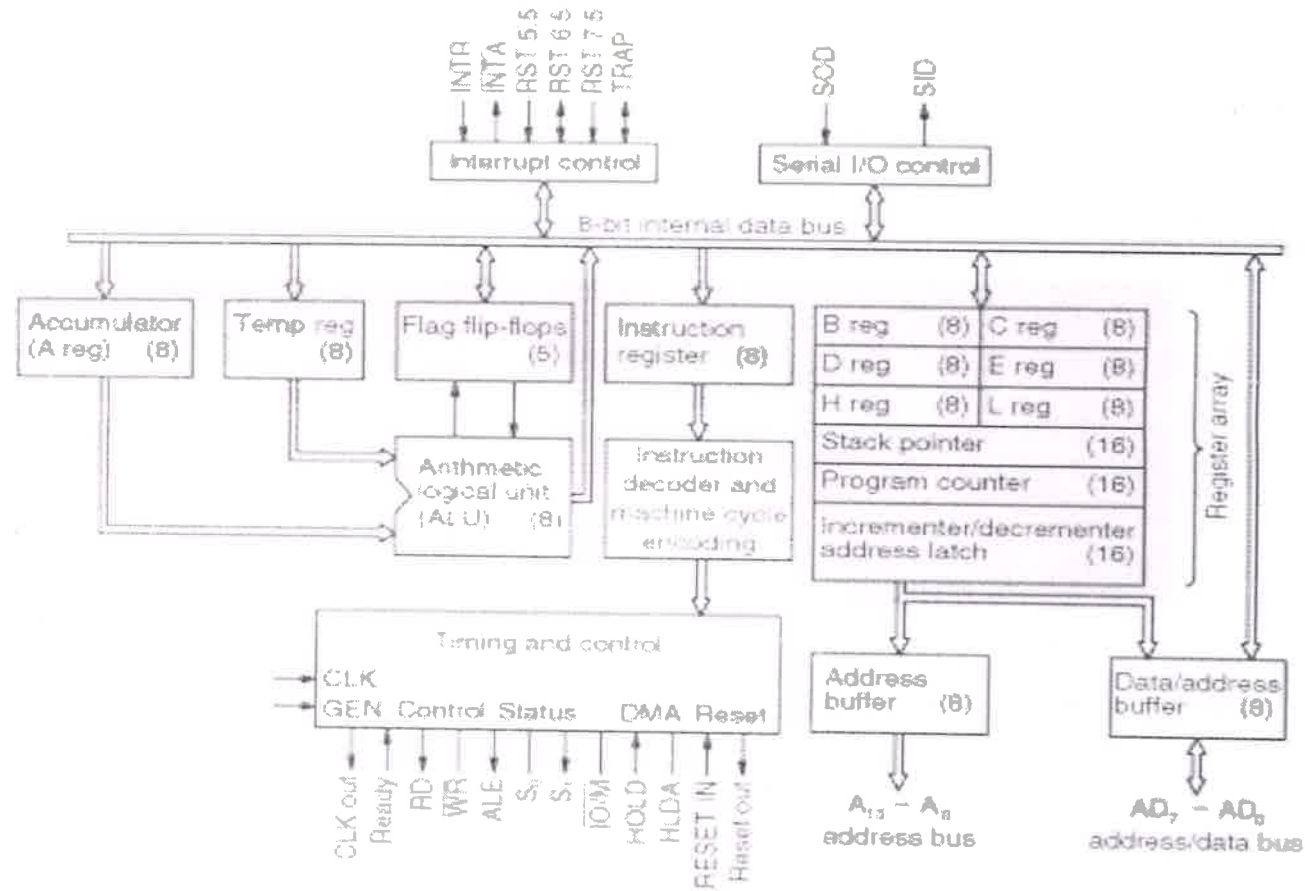 INTR
INTA
RST 5.5
RST 6.5
RST 7.5
TRAP
SOD
SID
Interrupt control
Serial I/O control
8-bit internal data bus
Accumulator
(A reg) (8)
Temp reg
(8)
Flag flip-flops
(5)
Instruction
register (8)
B reg (8)
C reg (8)
D reg (8)
E reg (8)
H reg (8)
L reg (8)
Stack pointer (16)
Program counter (16)
Incrementer/decrementer
address latch (16)
Register array
Arithmetic
logical unit
(ALU) (8)
Instruction
decoder and
machine cycle
encoding
Timing and control
CLK
GEN Control Status DMA Reset
CLK out
Ready
RD
WR
ALE
IO/M
HOLD
HLDA
RESET IN
Reset out
Address
buffer (8)
Data/address
buffer (8)
A₁₅ – A₈
address bus
AD₇ – AD₀
address/data bus